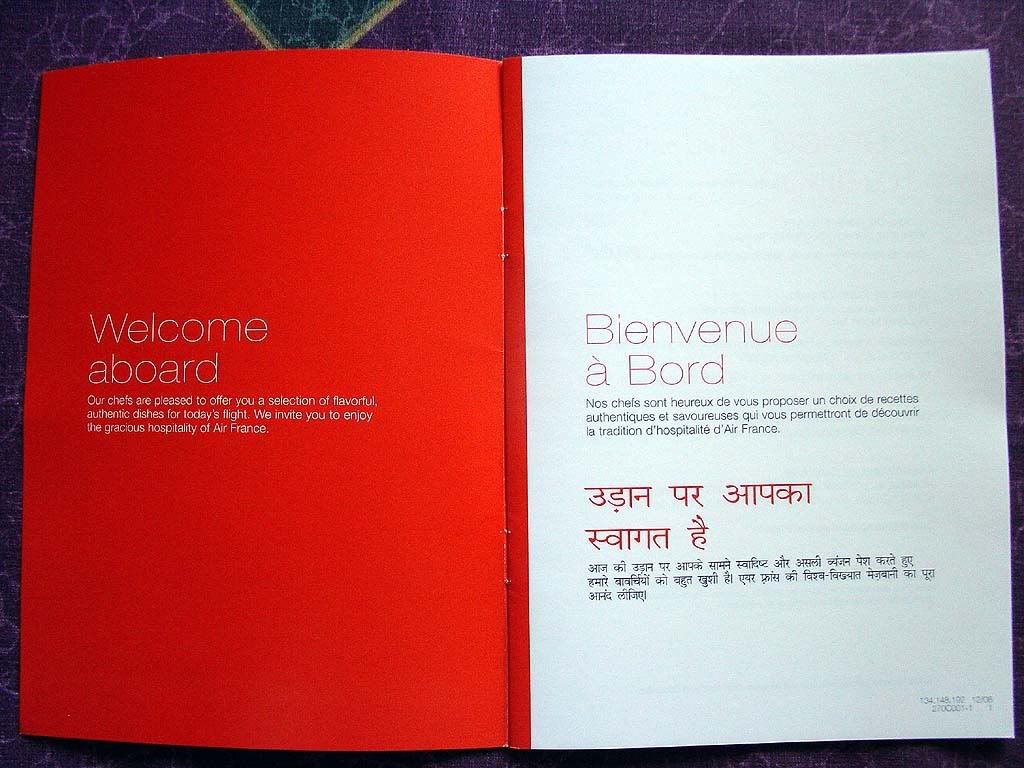 Welcome
aboard
Our chefs are pleased to offer you a selection of flavorful,
authentic dishes for today's flight. We invite you to enjoy
the gracious hospitality of Air France.
Bienvenue
à Bord
Nos chefs sont heureux de vous proposer un choix de recettes
authentiques et savoureuses qui vous permettront de découvrir
la tradition d'hospitalité d'Air France.
उड़ान पर आपका
स्वागत है
आज की उड़ान पर आपके सामने स्वादिष्ट और असली व्यंजन पेश करते हुए
हमारे बावर्चियों को बहुत खुशी है। एयर फ़्रांस की विश्व-विख्यात मेज़बानी का पूरा
आनंद लीजिए।
134,148,192 12/06
270C001-1 1